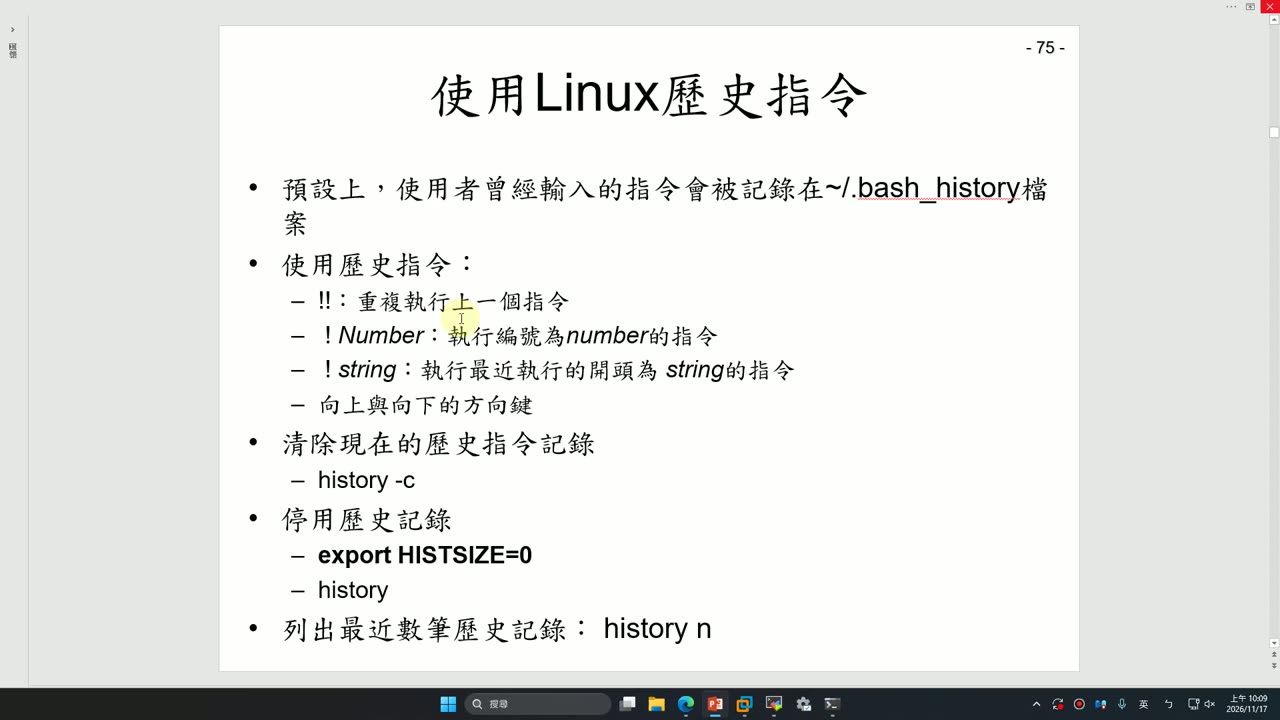 - 75 -
使用Linux歷史指令
• 預設上，使用者曾經輸入的指令會被記錄在~/.bash_history檔
案
• 使用歷史指令：
– !!：重複執行上一個指令
– ！Number：執行編號為number的指令
– ！string：執行最近執行的開頭為 string的指令
– 向上與向下的方向鍵
• 清除現在的歷史指令記錄
– history -c
• 停用歷史記錄
– export HISTSIZE=0
– history
• 列出最近數筆歷史記錄： history n
搜尋
英
ㄅ
上午 10:09
2026/11/17